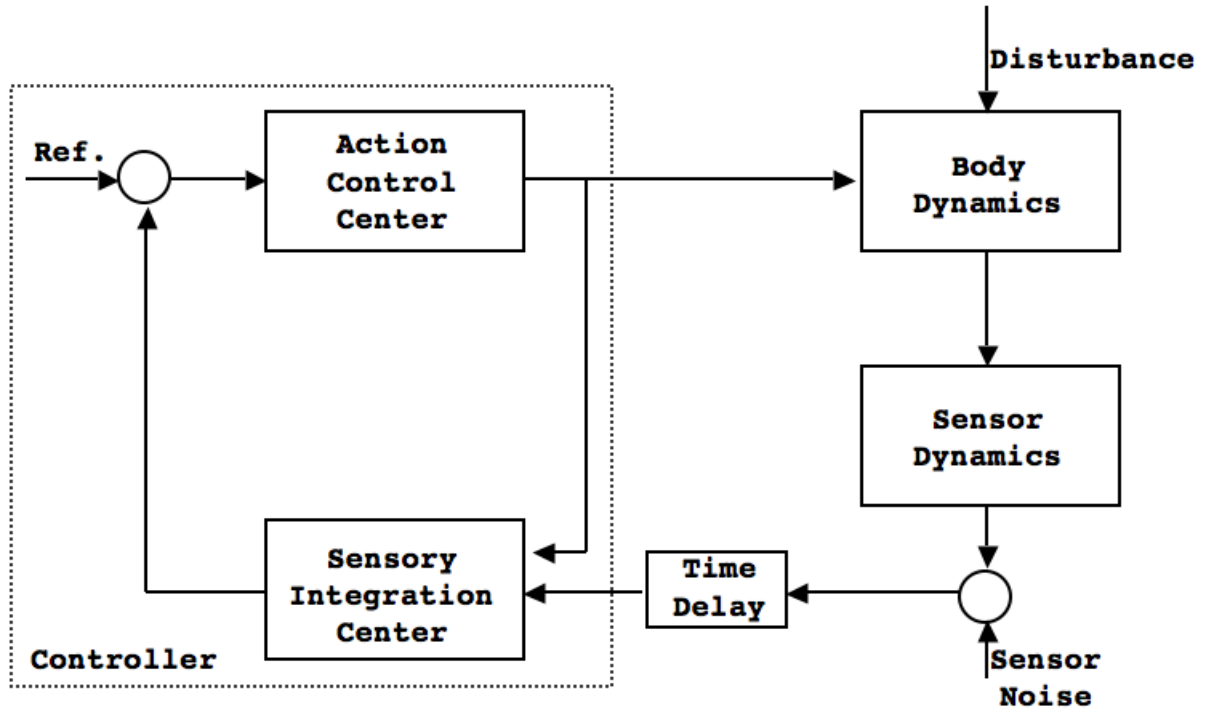 Disturbance
Ref.
Action
Control
Center
Body
Dynamics
Sensor
Dynamics
Sensory
Integration
Center
Time
Delay
Controller
Sensor
Noise